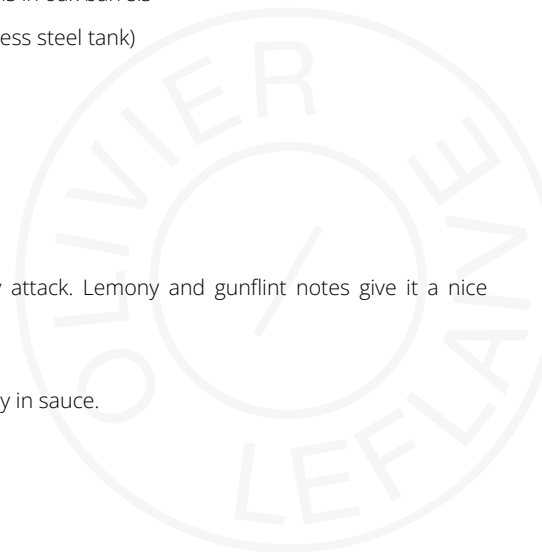 in oak barrels
ess steel tank)
attack. Lemony and gunflint notes give it a nice
y in sauce.
OLIVIER
LEFLAIVE